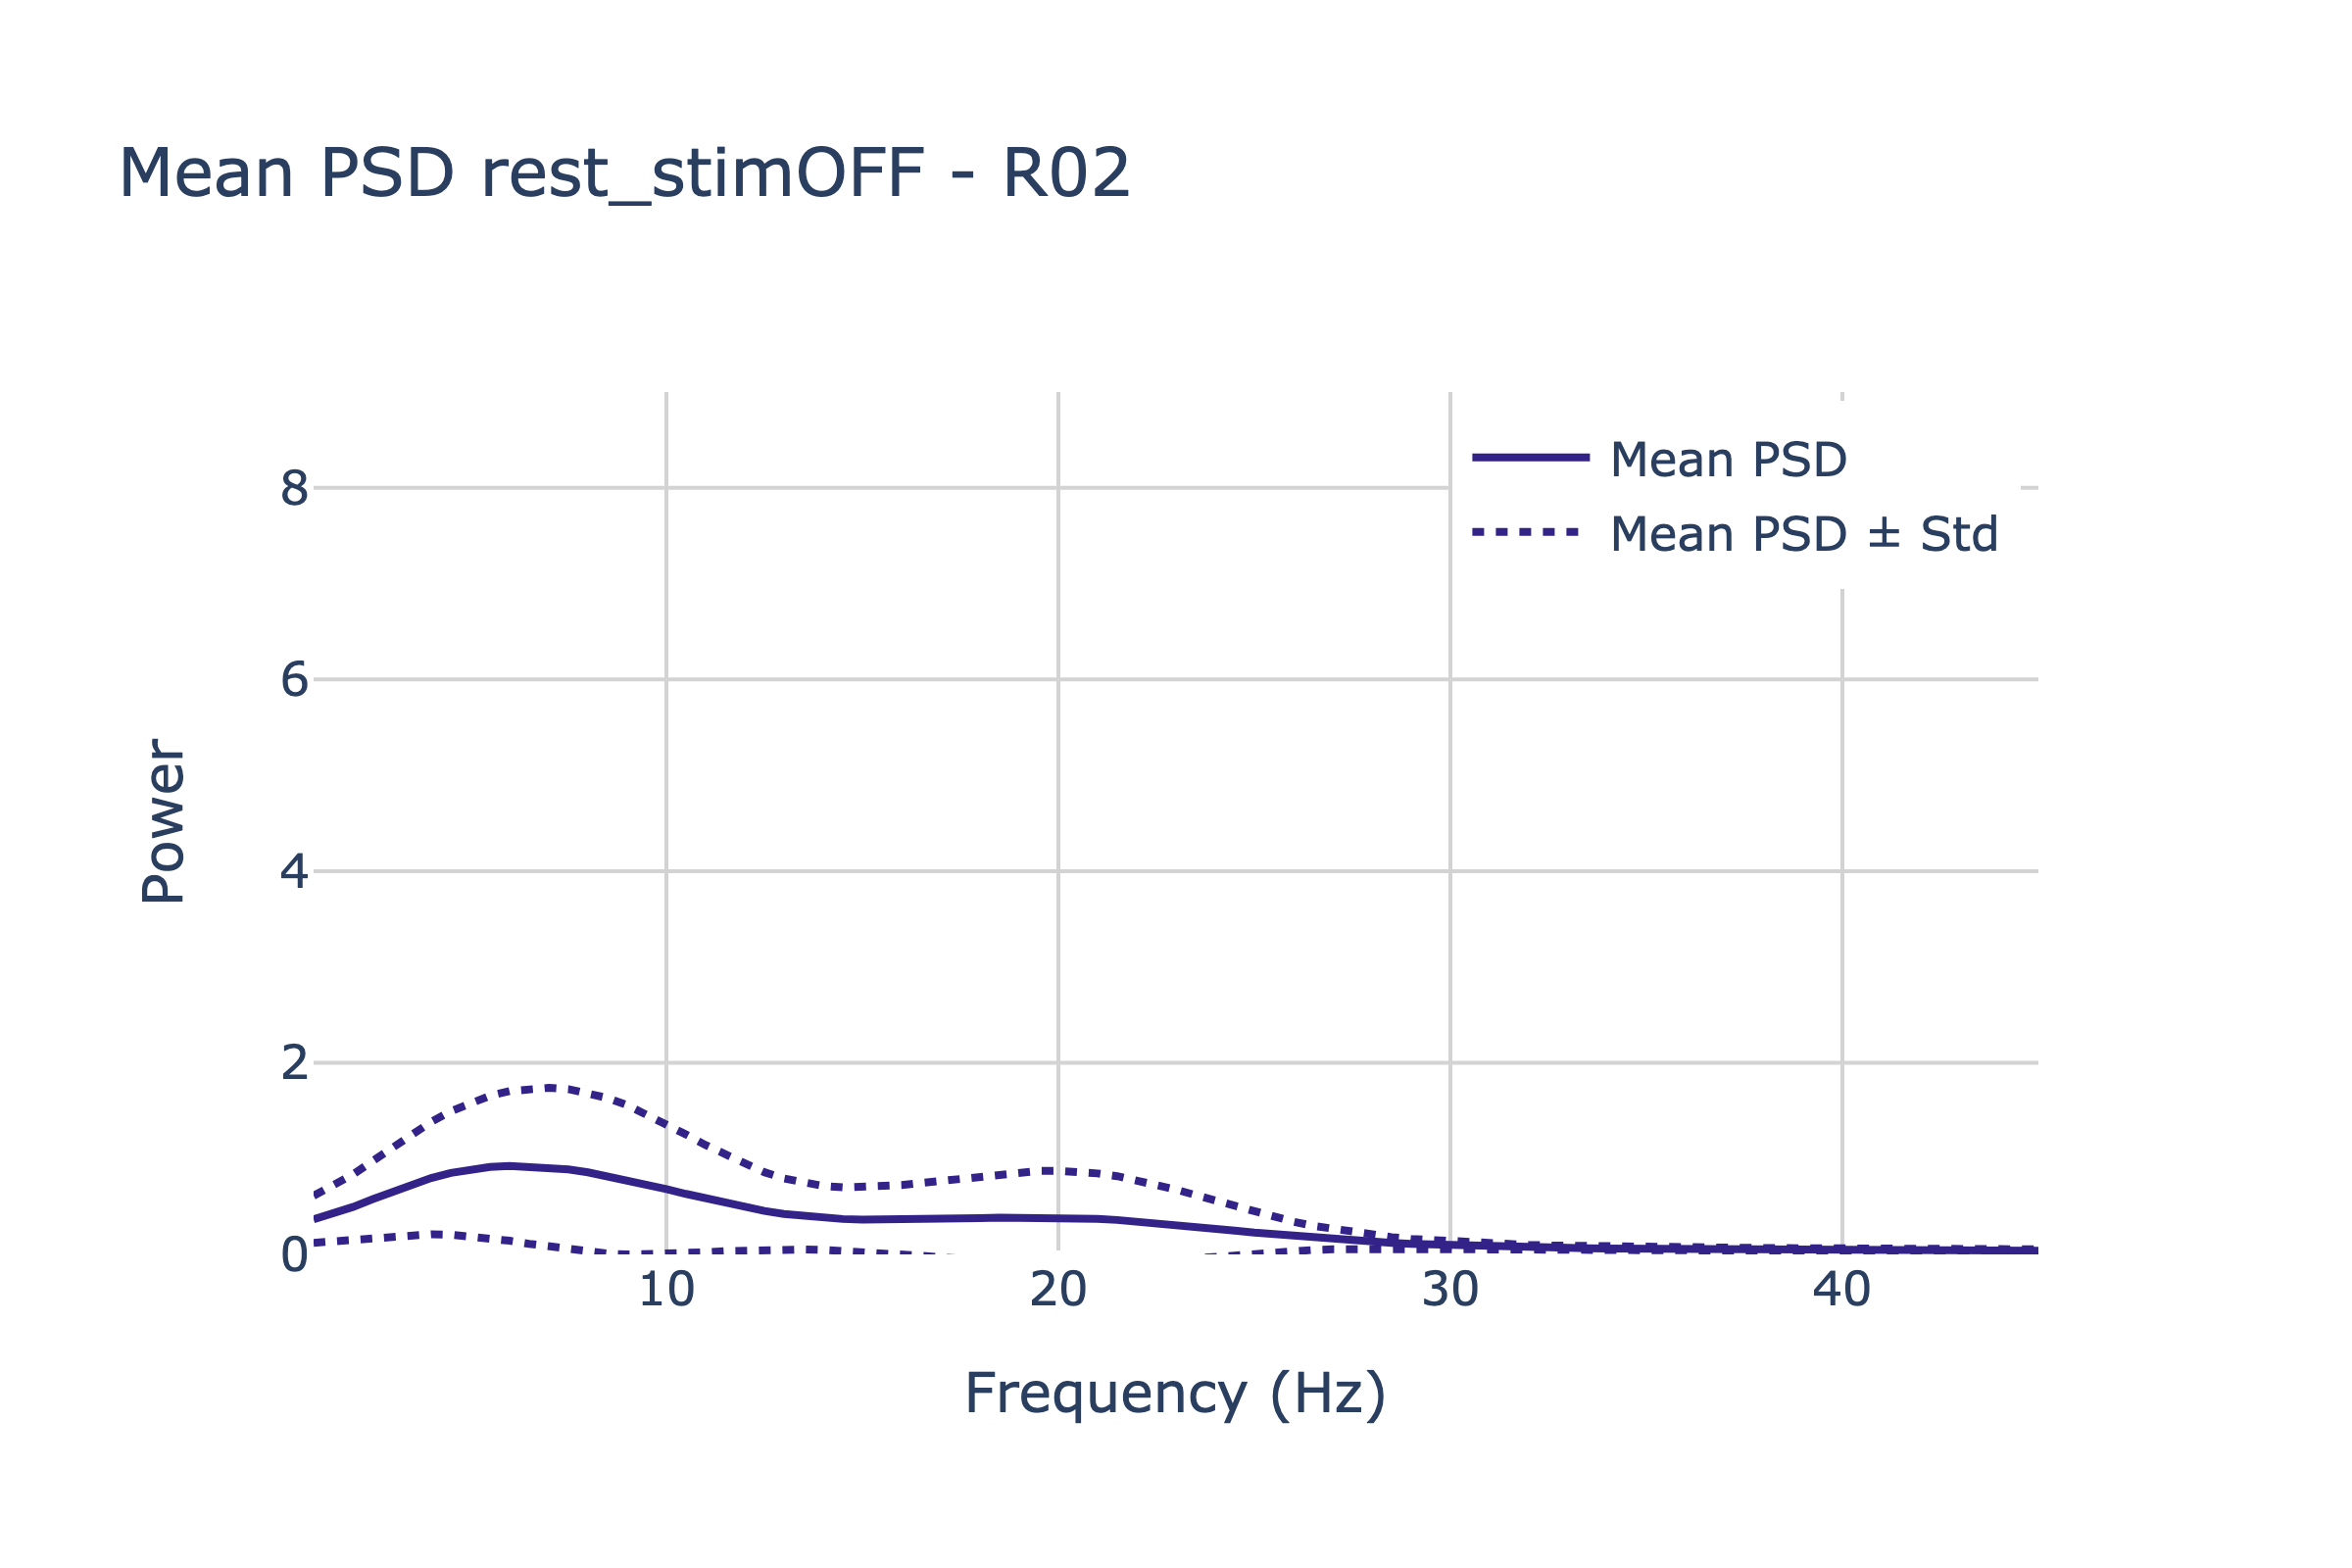 Mean PSD rest_stimOFF - R02
Mean PSD
Mean PSD ± Std
8
6
4
2
0
Power
10 20 30 40
Frequency (Hz)